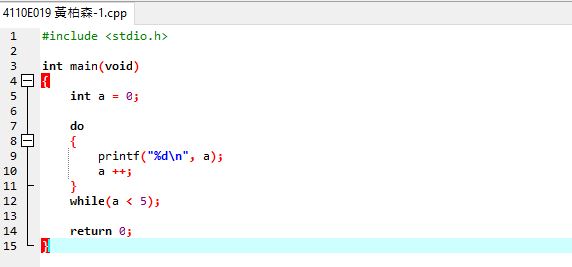 4110E019 黃柏森-1.cpp
1 #include <stdio.h>
2
3 int main(void)
4 {
5 int a = 0;
6
7 do
8 {
9 printf("%d\n", a);
10 a ++;
11 }
12 while(a < 5);
13
14 return 0;
15 }